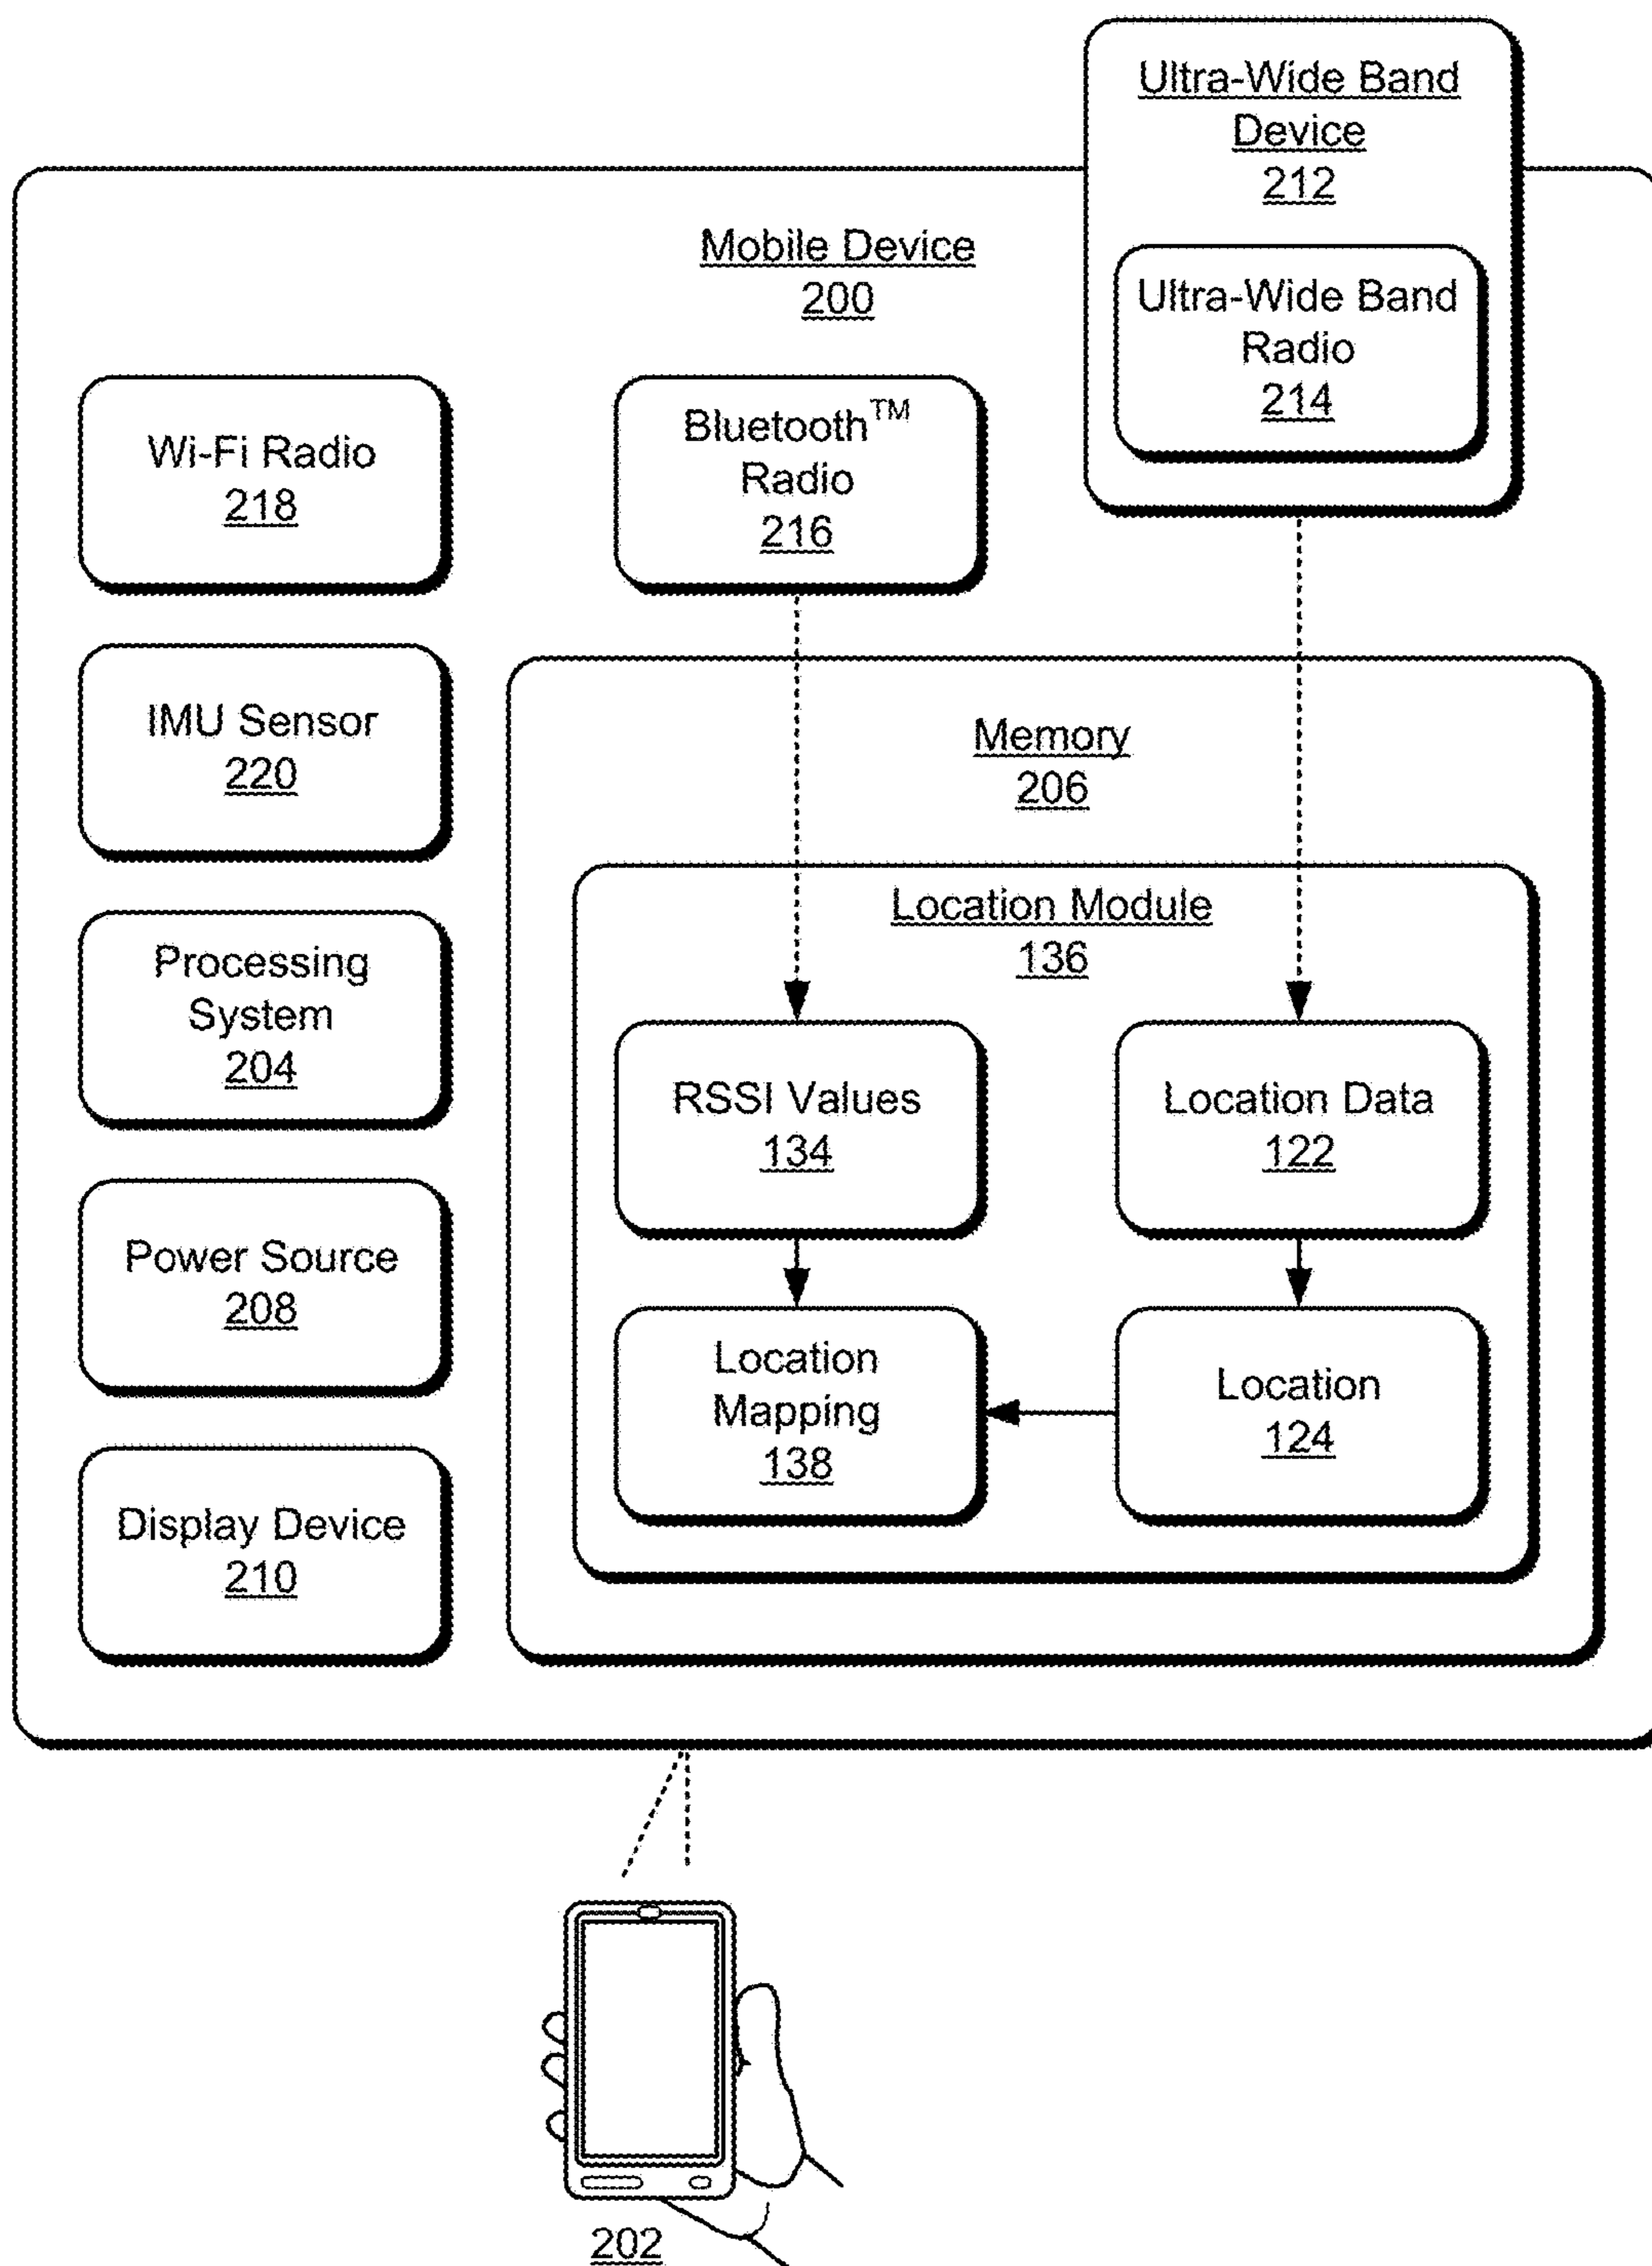 Ultra-Wide Band
Device
212
Ultra-Wide Band
Radio
214
Mobile Device
200
Wi-Fi Radio
218
Bluetooth™
Radio
216
IMU Sensor
220
Processing
System
204
Power Source
208
Display Device
210
Memory
206
Location Module
136
RSSI Values
134
Location Data
122
Location
Mapping
138
Location
124
202